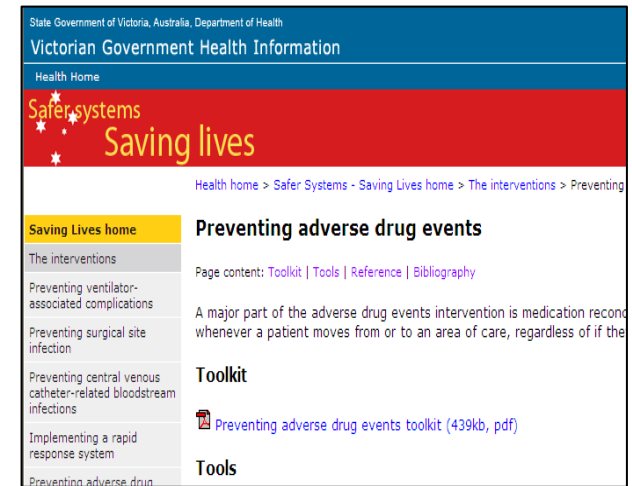 State Government of Victoria, Australia, Department of Health
Victorian Government Health Information
Health Home
Safer systems
Saving lives
Health home > Safer Systems - Saving Lives home > The interventions > Preventing
Saving Lives home
The interventions
Preventing ventilator-
associated complications
Preventing surgical site
infection
Preventing central venous
catheter-related bloodstream
infections
Implementing a rapid
response system
Preventing adverse drug
Preventing adverse drug events
Page content: Toolkit | Tools | Reference | Bibliography
A major part of the adverse drug events intervention is medication recon
whenever a patient moves from or to an area of care, regardless of if the
Toolkit
Preventing adverse drug events toolkit (439kb, pdf)
Tools